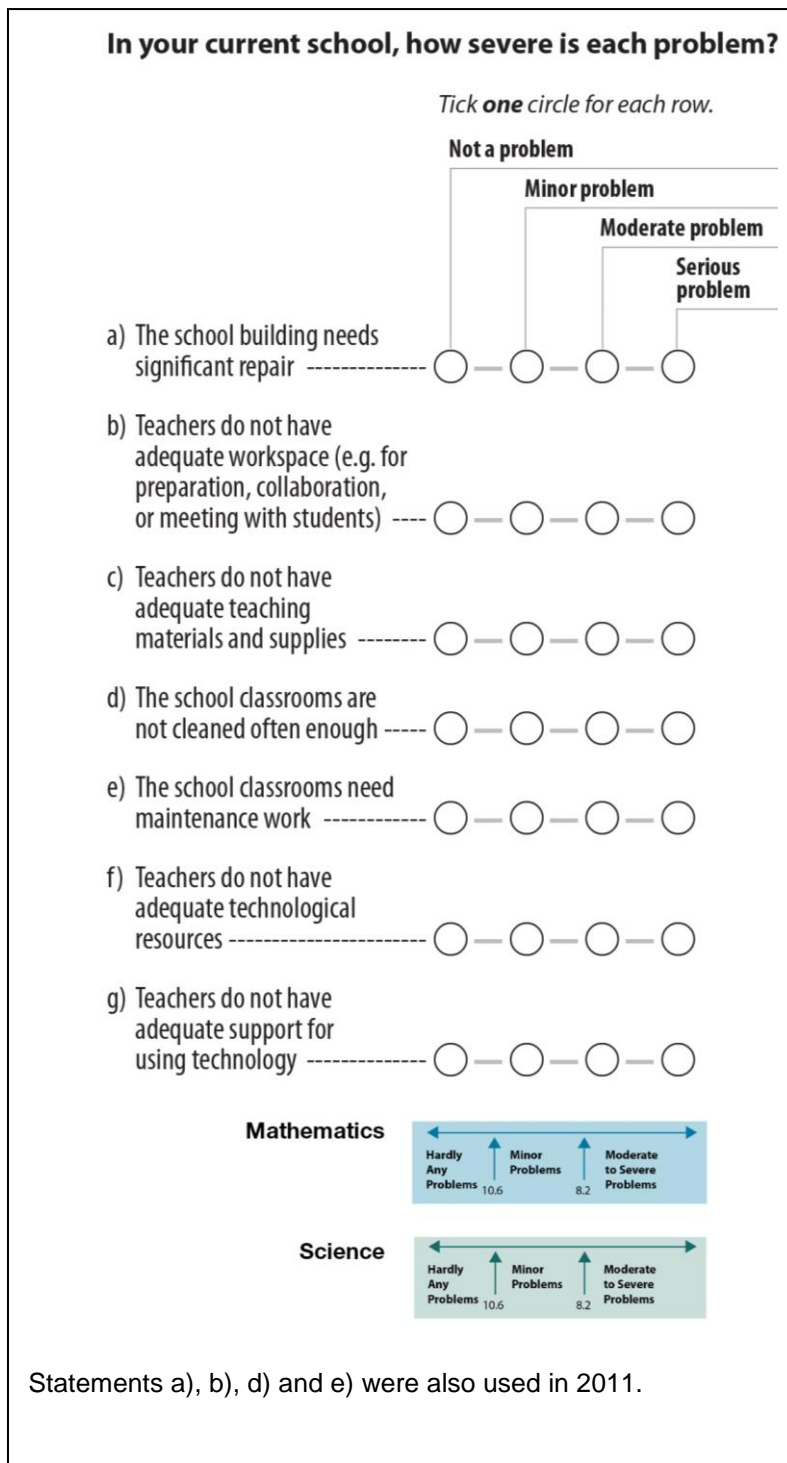 In your current school, how severe is each problem?
Tick one circle for each row.
Not a problem
Minor problem
Moderate problem
Serious
problem
a) The school building needs
significant repair --------------
b) Teachers do not have
adequate workspace (e.g. for
preparation, collaboration,
or meeting with students) ----
c) Teachers do not have
adequate teaching
materials and supplies --------
d) The school classrooms are
not cleaned often enough -----
e) The school classrooms need
maintenance work ------------
f) Teachers do not have
adequate technological
resources -----------------------
g) Teachers do not have
adequate support for
using technology --------------
Mathematics
Hardly
Any
Problems
10.6
Minor
Problems
8.2
Moderate
to Severe
Problems
Science
Hardly
Any
Problems
10.6
Minor
Problems
8.2
Moderate
to Severe
Problems
Statements a), b), d) and e) were also used in 2011.